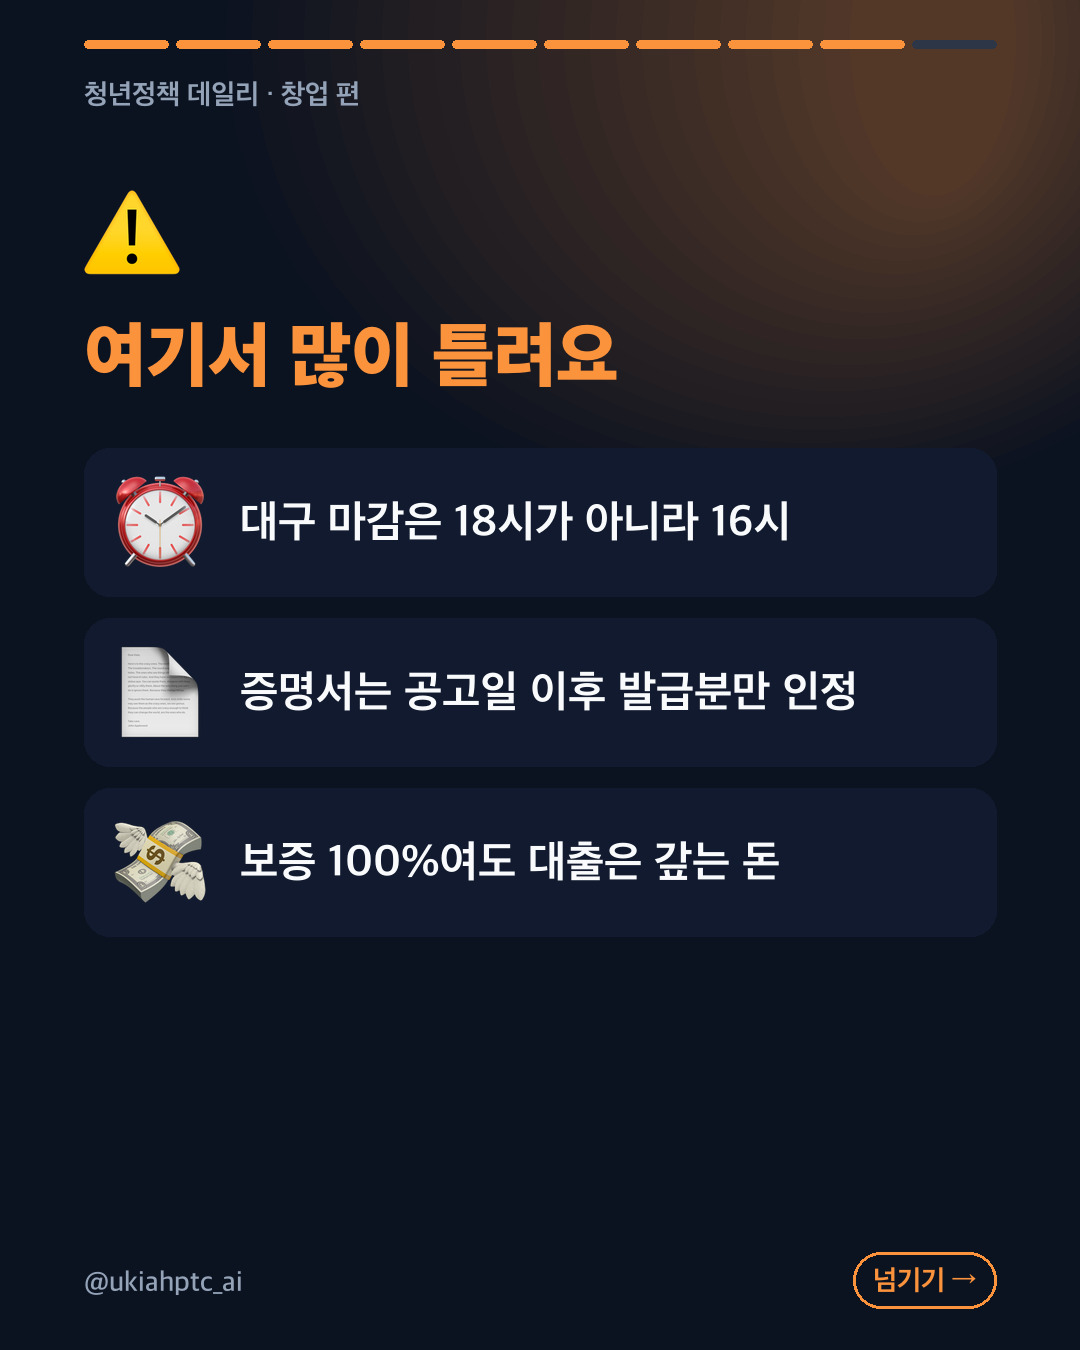 청년정책 데일리 · 창업 편
여기서 많이 틀려요
대구 마감은 18시가 아니라 16시
증명서는 공고일 이후 발급분만 인정
보증 100%여도 대출은 갚는 돈
@ukiahptc_ai
넘기기 →